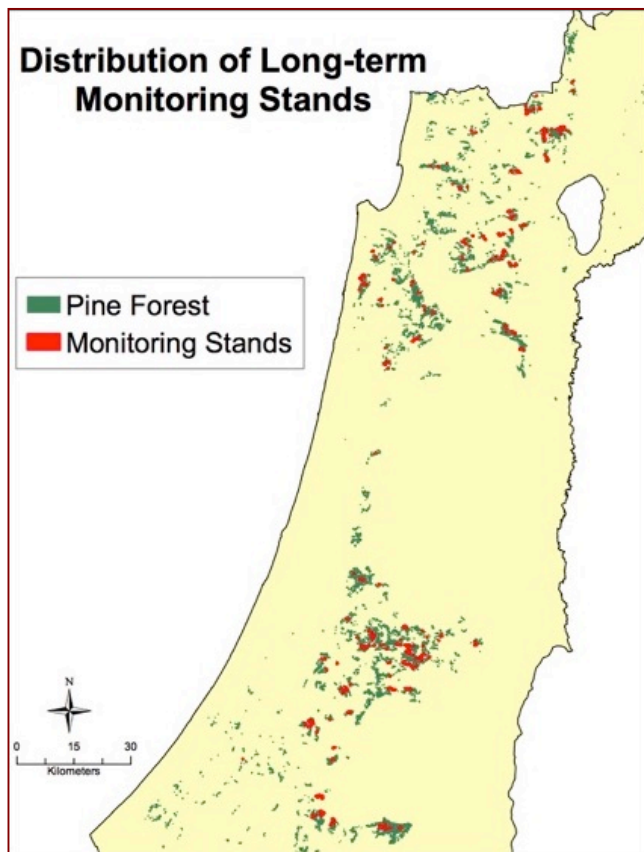 Distribution of Long-term
Monitoring Stands
Pine Forest
Monitoring Stands
N
0 15 30
Kilometers